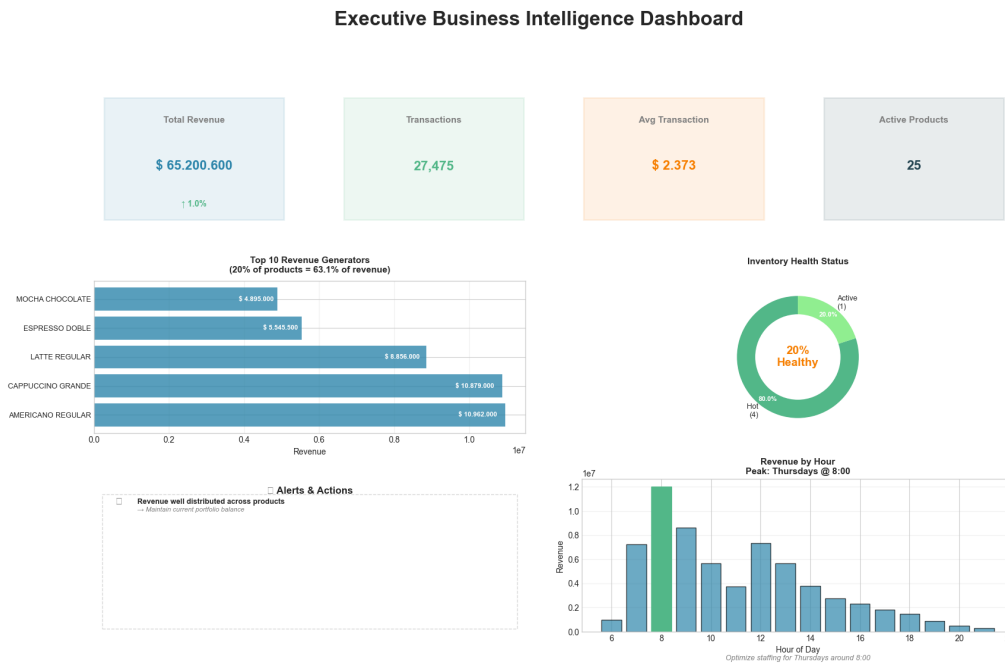 Executive Business Intelligence Dashboard
Total Revenue
$ 65.200.600
↑ 1.0%
Transactions
27,475
Avg Transaction
$ 2.373
Active Products
25
Top 10 Revenue Generators
(20% of products = 63.1% of revenue)
MOCHA CHOCOLATE
$ 4.895.000
ESPRESSO DOBLE
$ 5.545.500
LATTE REGULAR
$ 8.856.000
CAPPUCCINO GRANDE
$ 10.879.000
AMERICANO REGULAR
$ 10.962.000
0.0 0.2 0.4 0.6 0.8 1.0
1e7
Revenue
Inventory Health Status
Active
(1)
20.0%
20%
Healthy
80.0%
Hot
(4)
Alerts & Actions
Revenue well distributed across products
→ Maintain current portfolio balance
Revenue by Hour
Peak: Thursdays @ 8:00
1e7
1.2
1.0
0.8
0.6
0.4
0.2
0.0
Revenue
6 8 10 12 14 16 18 20
Hour of Day
Optimize staffing for Thursdays around 8:00